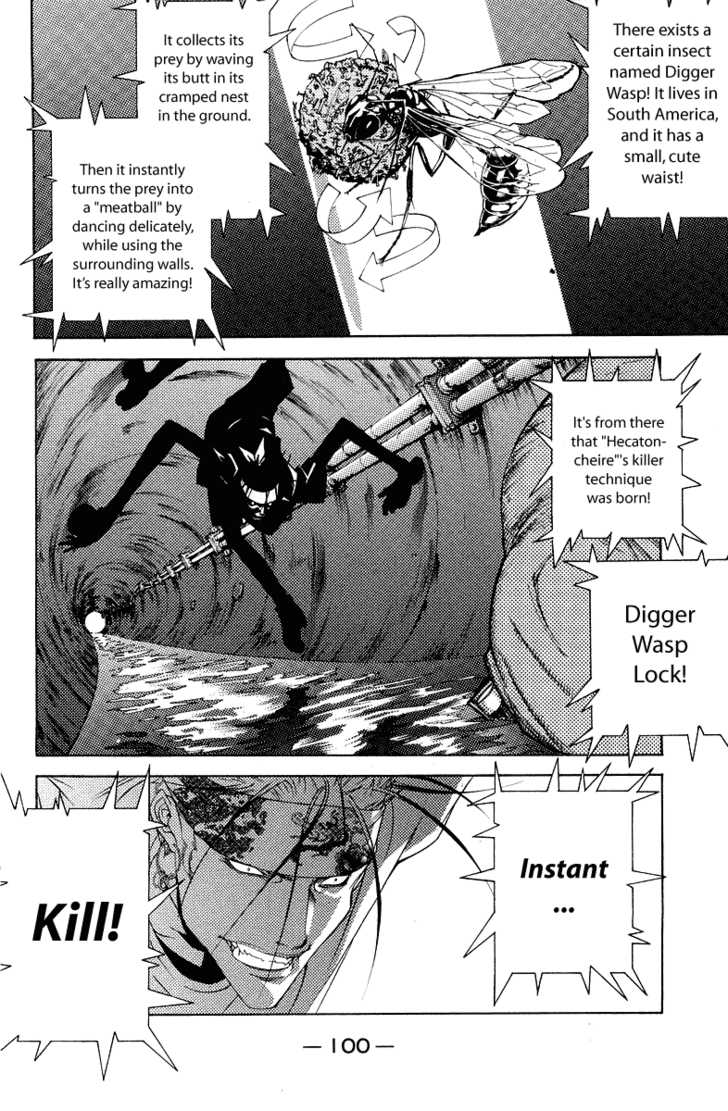 There exists a
certain insect
named Digger
Wasp! It lives in
South America,
and it has a
small, cute
waist!
It collects its
prey by waving
its butt in its
cramped nest
in the ground.
Then it instantly
turns the prey into
a "meatball" by
dancing delicately,
while using the
surrounding walls.
It's really amazing!
It's from there
that "Hecaton-
cheire"'s killer
technique
was born!
Digger
Wasp
Lock!
Instant
...
Kill!
— 100 —